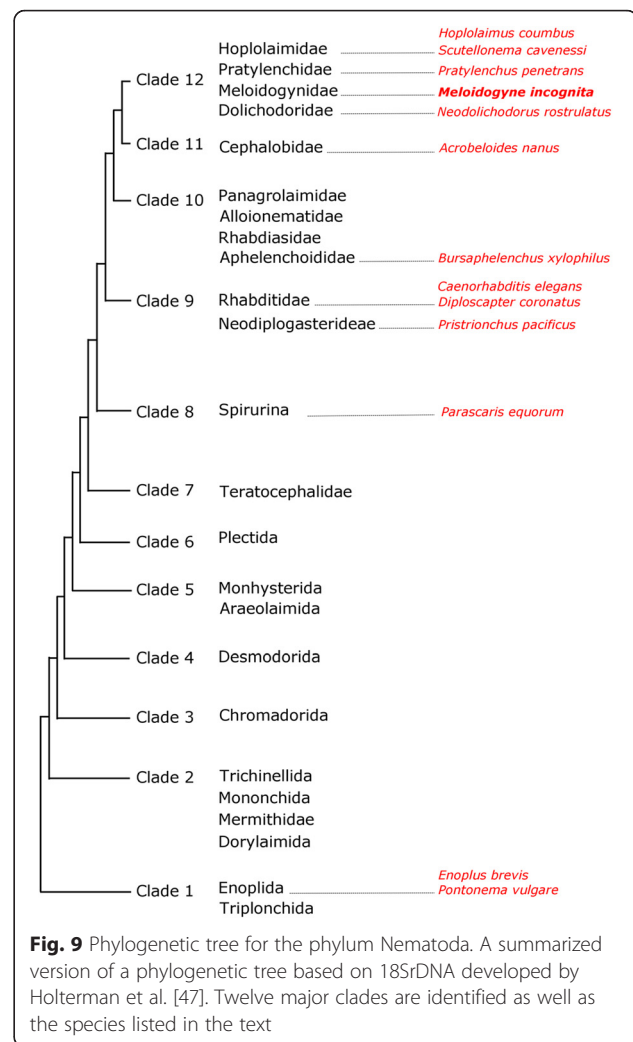 Hoplolaimus coumbus
Hoplolaimidae Scutellonema cavenessi
Clade 12 Pratylenchidae Pratylenchus penetrans
Meloidogynidae Meloidogyne incognita
Dolichodoridae Neodolichodorus rostrulatus
Clade 11 Cephalobidae Acrobeloides nanus
Clade 10 Panagrolaimidae
Alloionematidae
Rhabdiasidae
Aphelenchoididae Bursaphelenchus xylophilus
Caenorhabditis elegans
Clade 9 Rhabditidae Diploscapter coronatus
Neodiplogasterideae Pristrionchus pacificus
Clade 8 Spirurina Parascaris equorum
Clade 7 Teratocephalidae
Clade 6 Plectida
Clade 5 Monhysterida
Araeolaimida
Clade 4 Desmodorida
Clade 3 Chromadorida
Clade 2 Trichinellida
Mononchida
Mermithidae
Dorylaimida
Enoplus brevis
Clade 1 Enoplida Pontonema vulgare
Triplonchida
Fig. 9 Phylogenetic tree for the phylum Nematoda. A summarized
version of a phylogenetic tree based on 18SrDNA developed by
Holterman et al. [47]. Twelve major clades are identified as well as
the species listed in the text